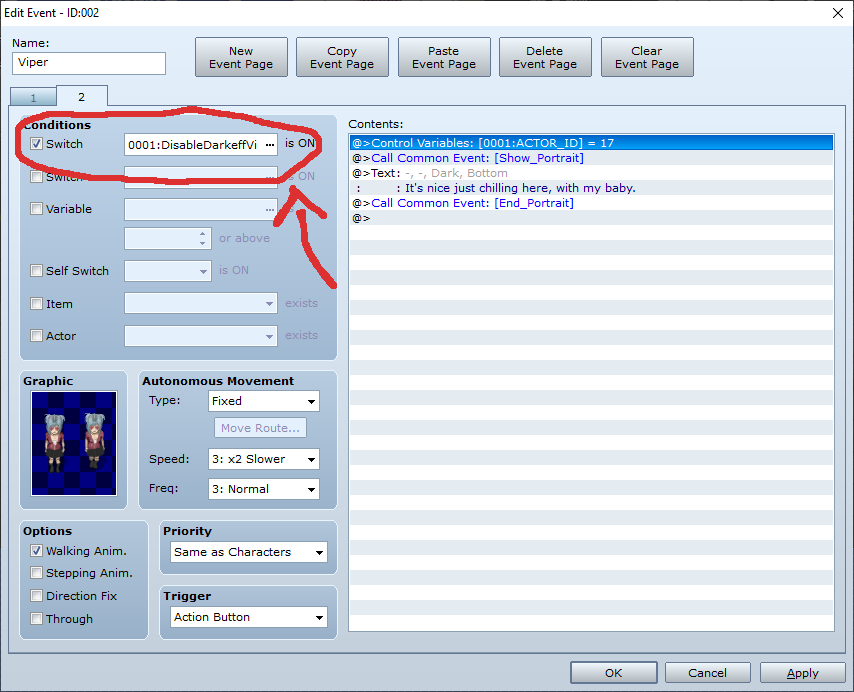 Edit Event - ID:002
Name:
Viper
New
Event Page
Copy
Event Page
Paste
Event Page
Delete
Event Page
Clear
Event Page
1
2
Conditions
Switch
0001:DisableDarkeffVi ...
is ON
Switch
...
is ON
Variable
...
or above
Self Switch
is ON
Item
exists
Actor
exists
Graphic
Autonomous Movement
Type:
Fixed
Move Route...
Speed:
3: x2 Slower
Freq:
3: Normal
Options
Walking Anim.
Stepping Anim.
Direction Fix
Through
Priority
Same as Characters
Trigger
Action Button
Contents:
@>Control Variables: [0001:ACTOR_ID] = 17
@>Call Common Event: [Show_Portrait]
@>Text: -, -, Dark, Bottom
:      : It's nice just chilling here, with my baby.
@>Call Common Event: [End_Portrait]
@>
OK
Cancel
Apply